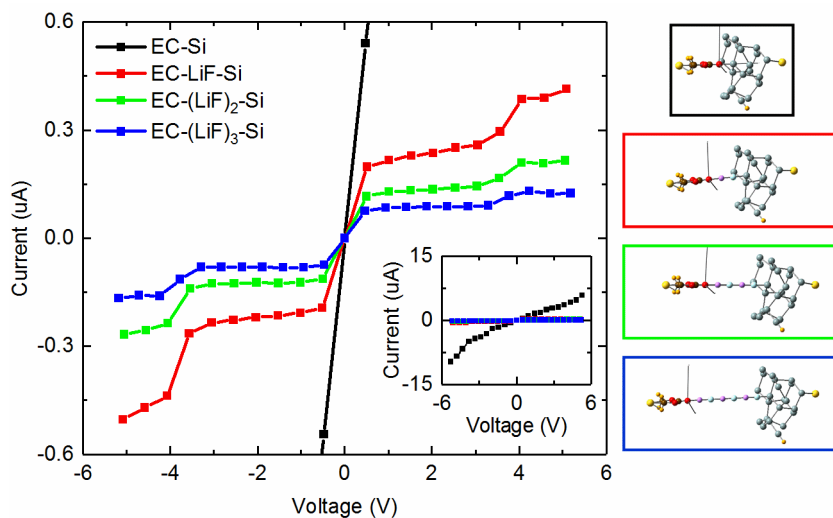 0.6
0.3
0.0
-0.3
-0.6
Current (uA)
EC-Si
EC-LiF-Si
EC-(LiF)2-Si
EC-(LiF)3-Si
-6
-4
-2
0
2
4
6
Voltage (V)
15
0
-15
Current (uA)
-6
0
6
Voltage (V)